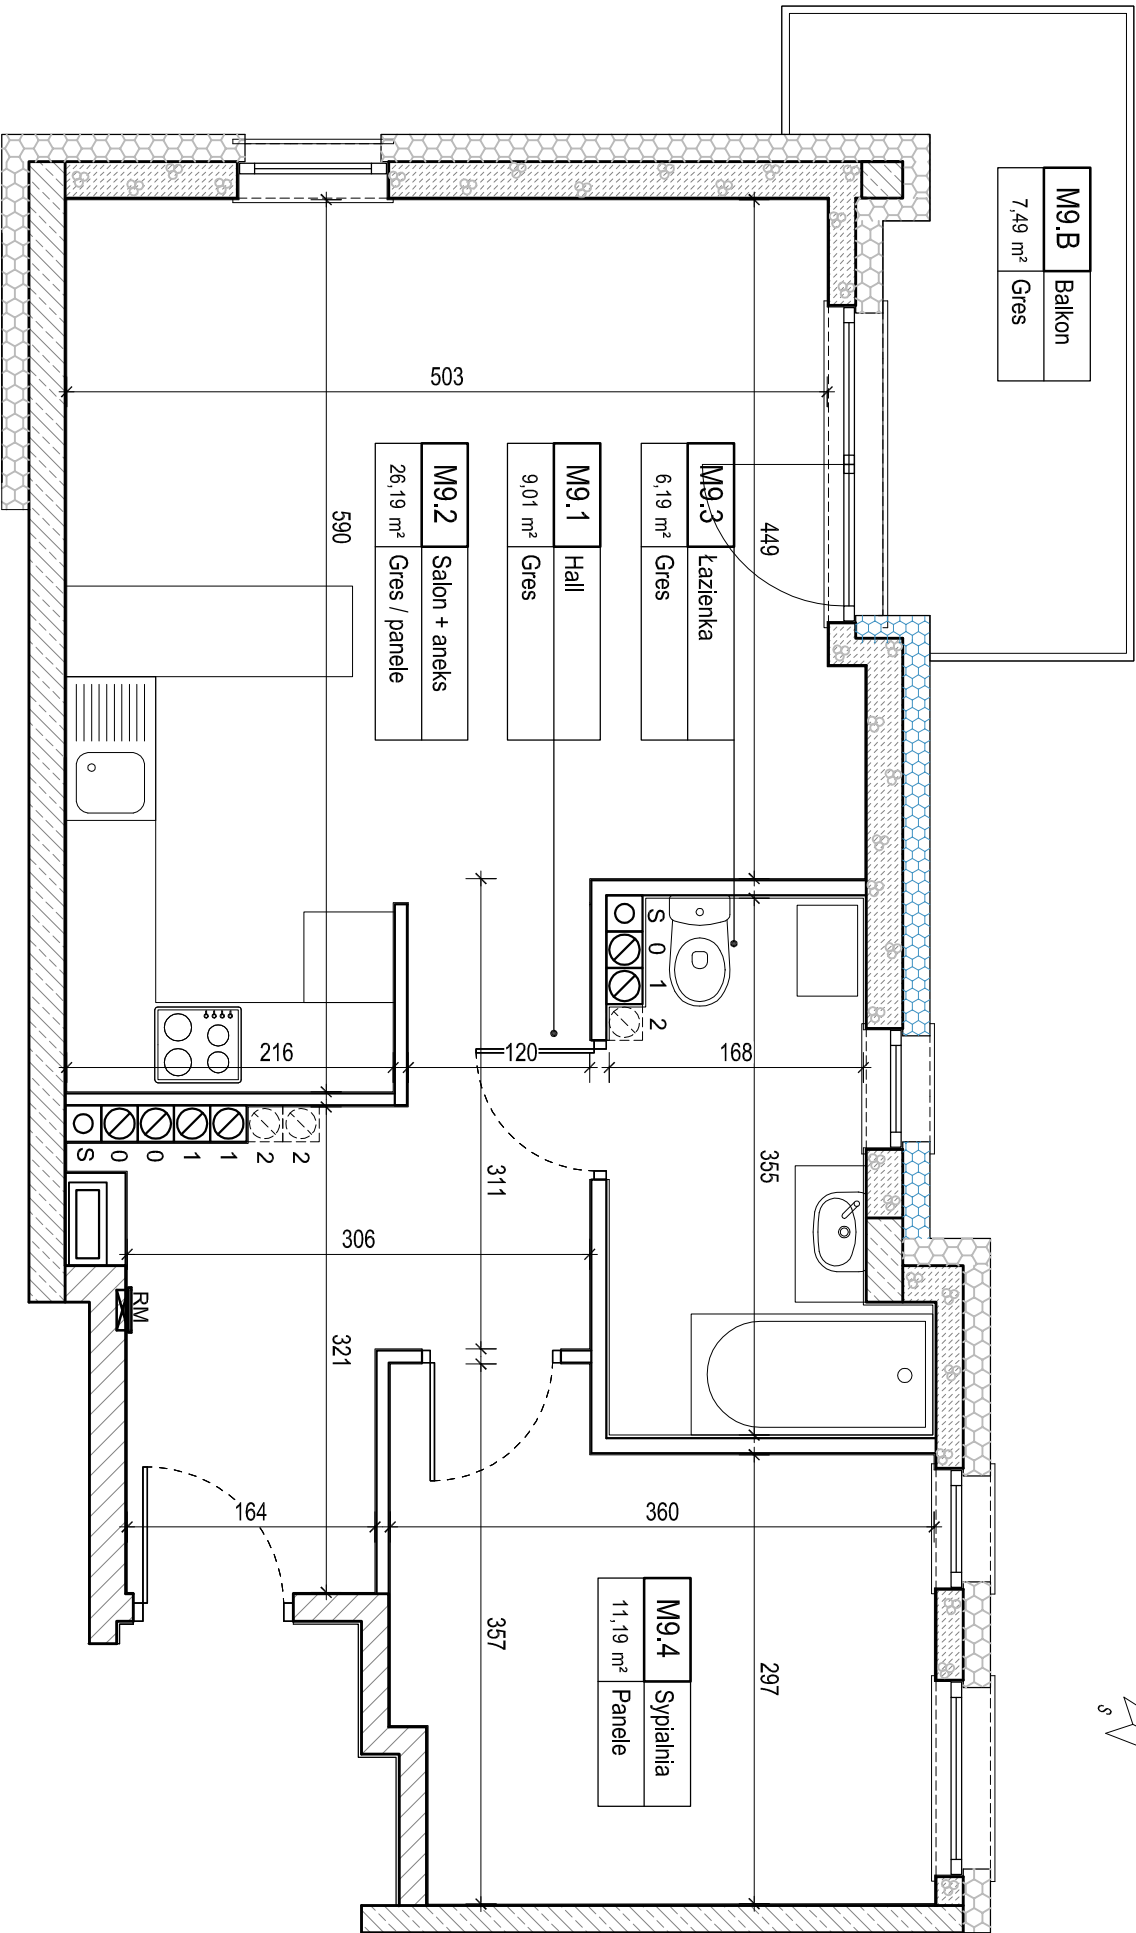 M9.B
Balkon
7,49 m²
Gres
M9.3
Łazienka
6,19 m²
Gres
M9.1
Hall
9,01 m²
Gres
M9.2
Salon + aneks
26,19 m²
Gres / panele
M9.4
Sypialnia
11,19 m²
Panele
503
590
449
216
120
168
355
311
306
321
164
360
357
297
S
0
1
2
S
0
0
1
1
2
2
RM
S